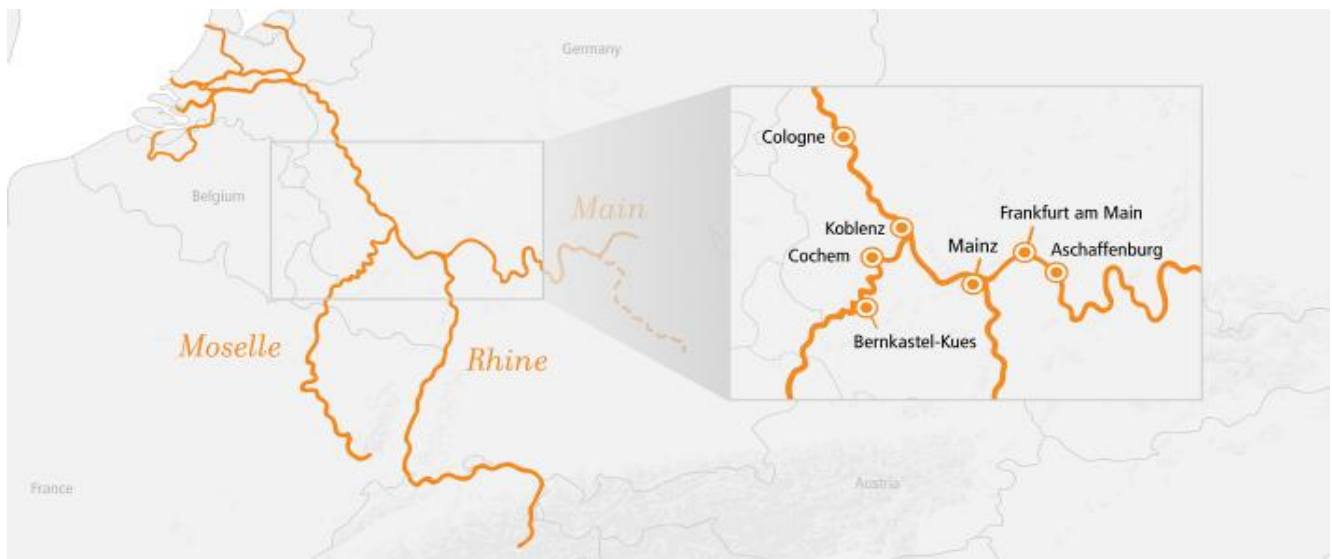 Germany
Belgium
Main
Moselle
Rhine
France
Austria
Cologne
Koblenz
Cochem
Mainz
Frankfurt am Main
Aschaffenburg
Bernkastel-Kues